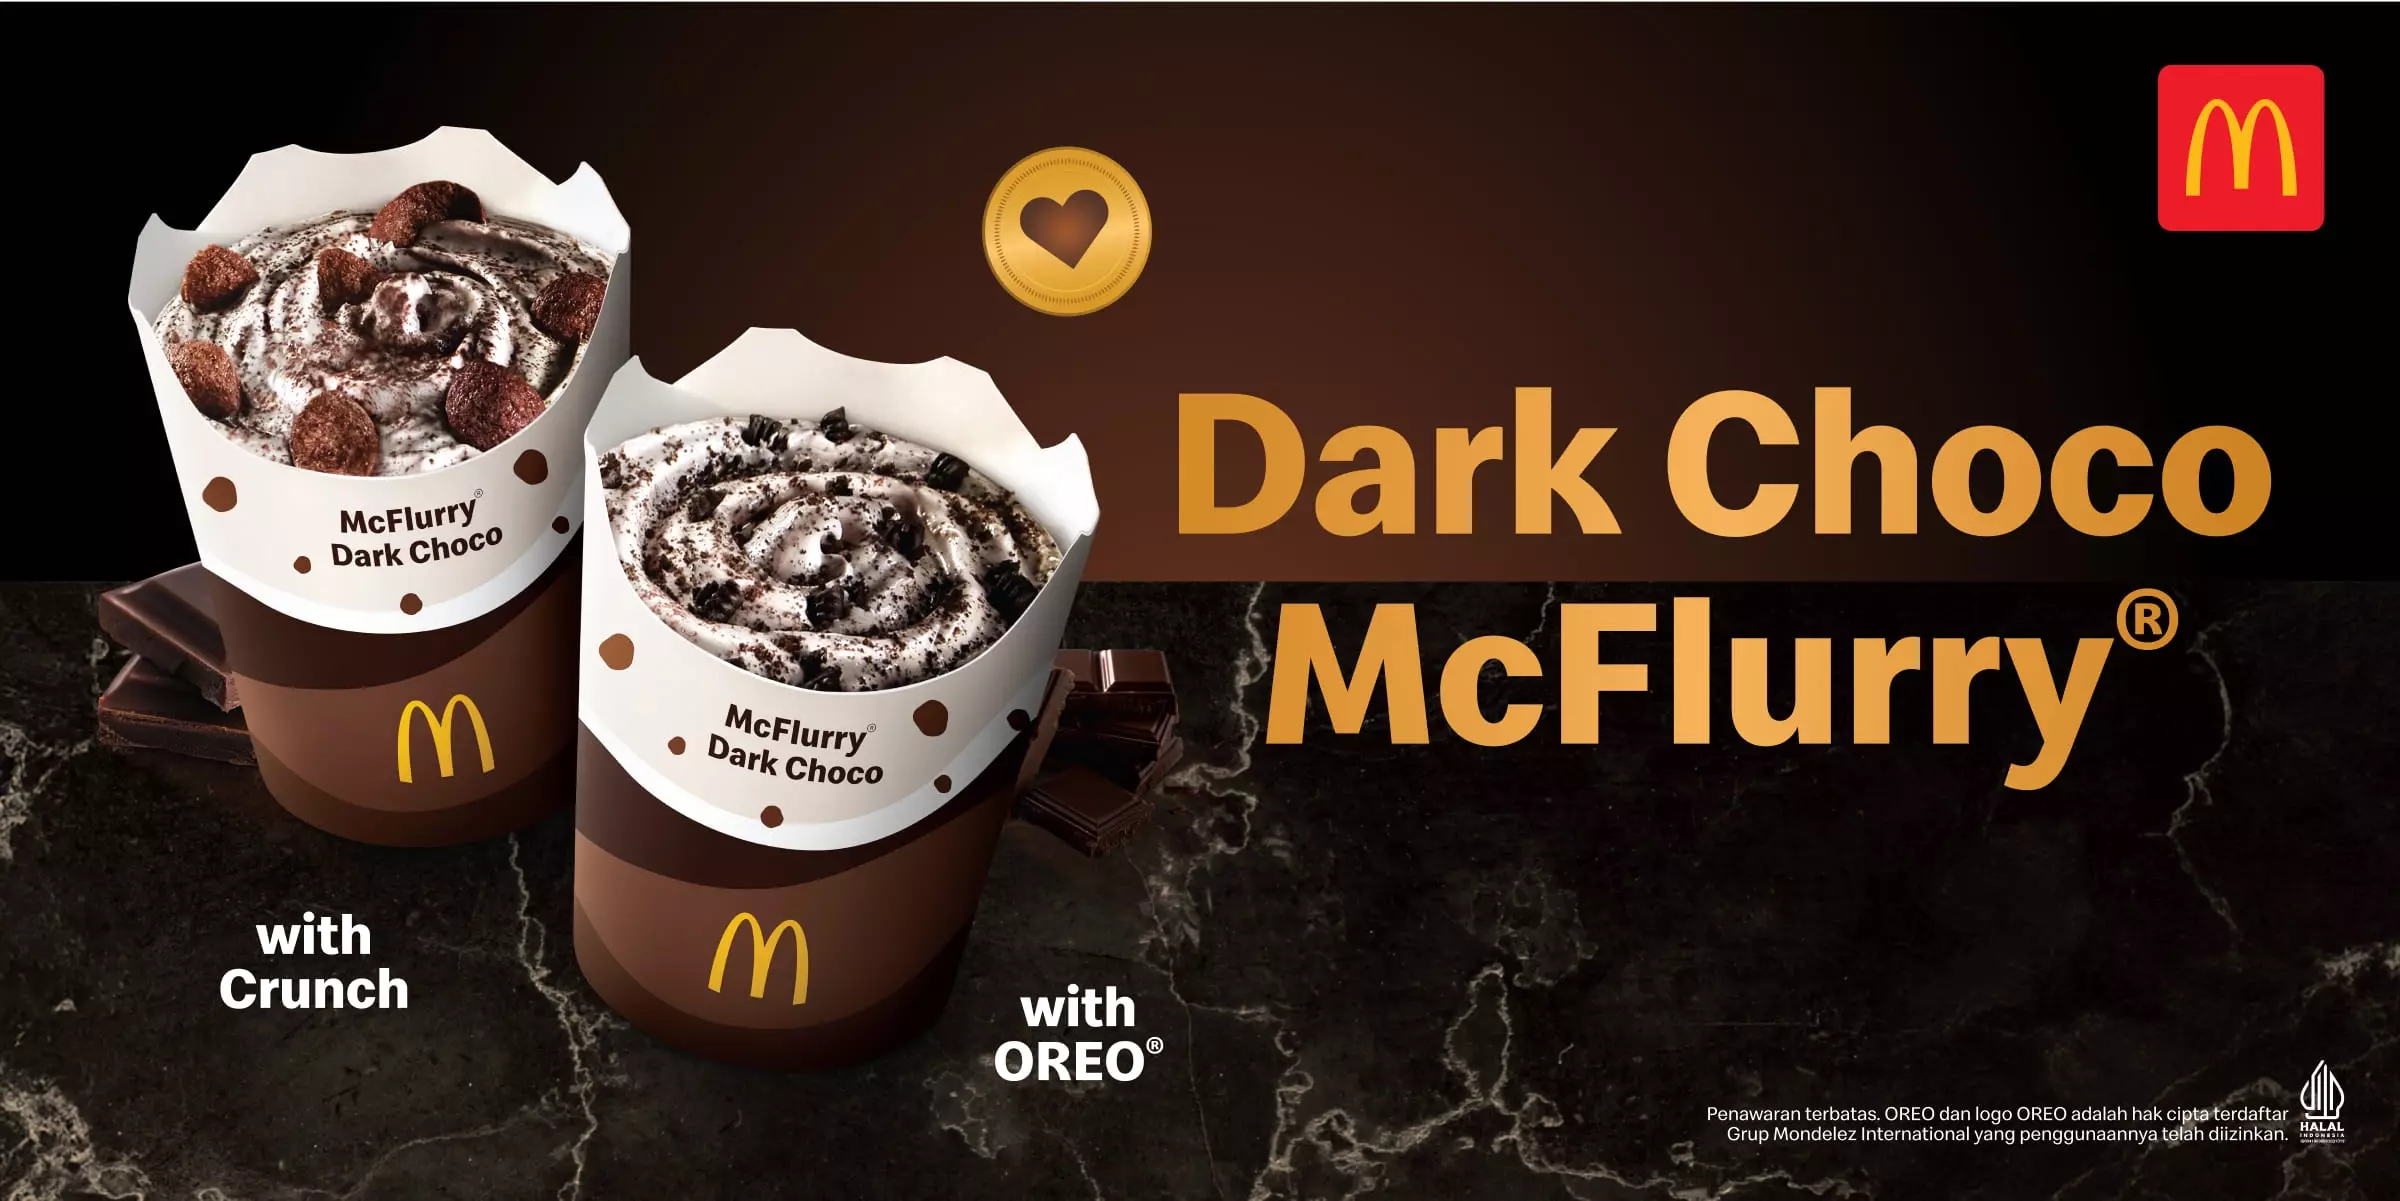 McFlurry®
Dark Choco
McFlurry®
Dark Choco
with
Crunch
with
OREO®
Dark Choco
McFlurry®
Penawaran terbatas. OREO dan logo OREO adalah hak cipta terdaftar
Grup Mondelez International yang penggunaannya telah diizinkan.
HALAL
INDONESIA